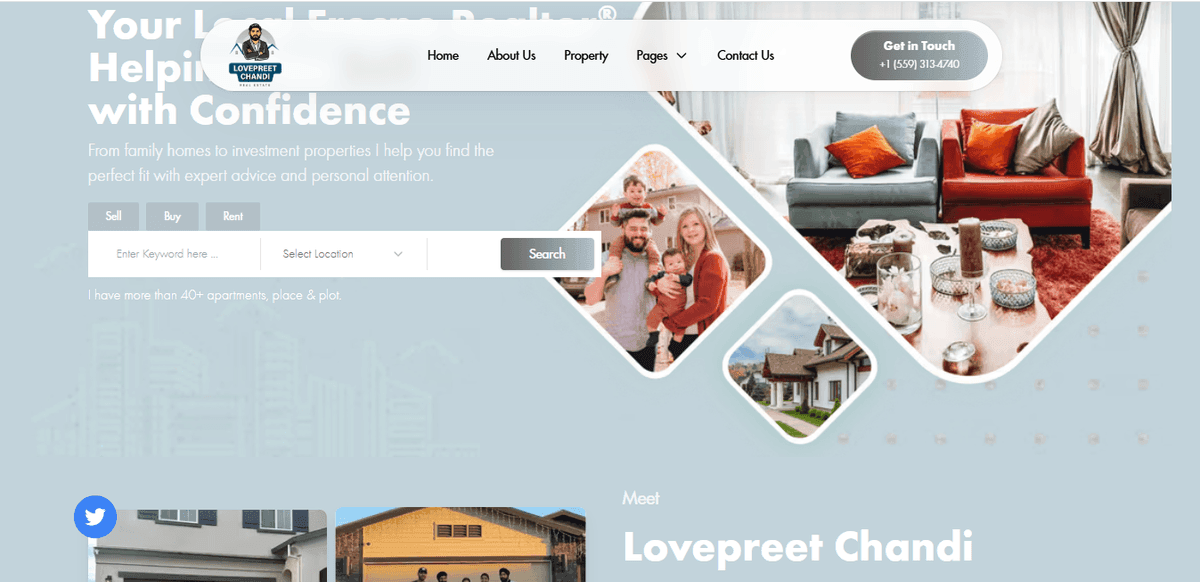 Your Local Fresno Realtor®
Helpin
with Confidence
LOVEPREET
CHANDI
REAL ESTATE
Home
About Us
Property
Pages
Contact Us
Get in Touch
+1 (559) 313-4740
From family homes to investment properties I help you find the
perfect fit with expert advice and personal attention.
Sell
Buy
Rent
Enter Keyword here ...
Select Location
Search
I have more than 40+ apartments, place & plot.
Meet
Lovepreet Chandi